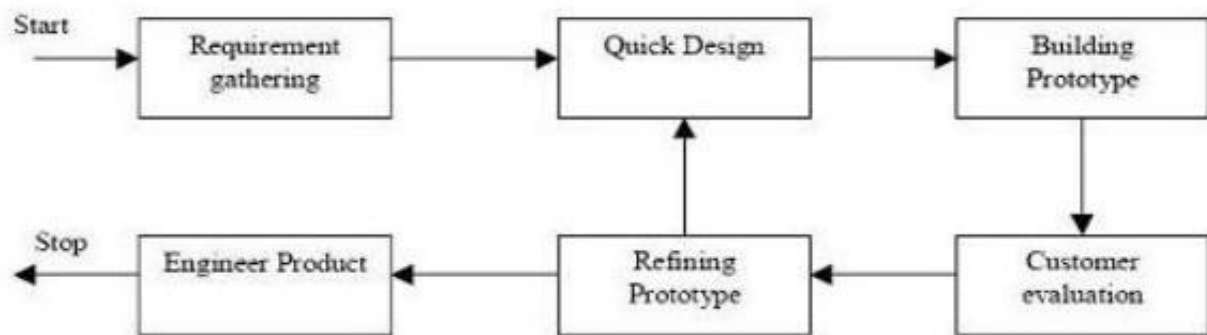 Start
Requirement
gathering
Quick Design
Building
Prototype
Stop
Engineer Product
Refining
Prototype
Customer
evaluation